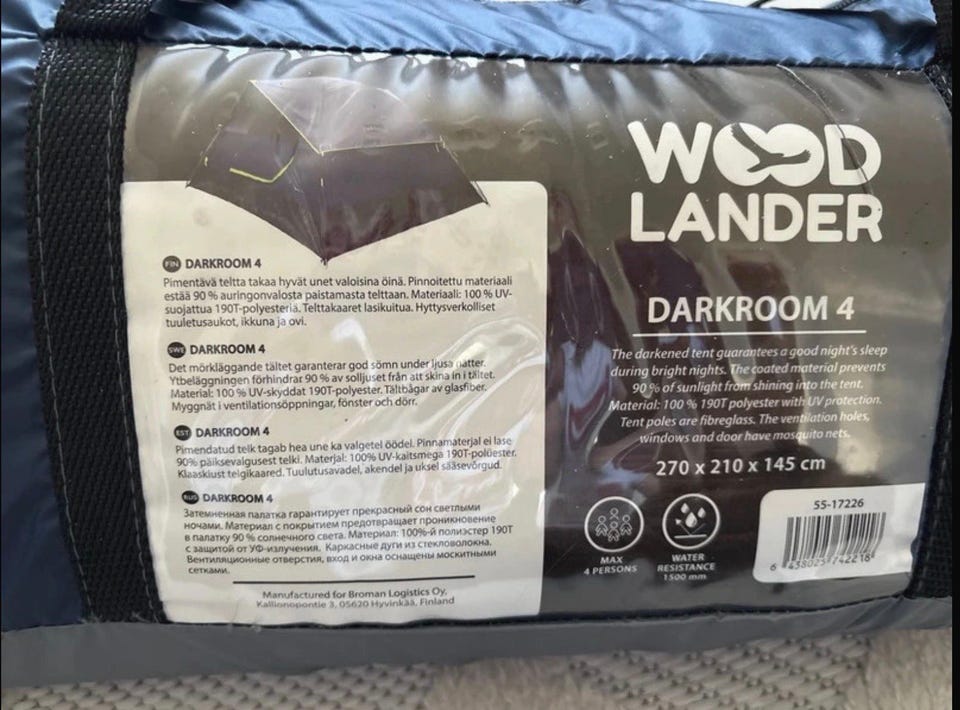 FIN DARKROOM 4
Pimentävä teltta takaa hyvät unet valoisina öinä. Pinnoitettu materiaali
estää 90 % auringonvalosta paistamasta telttaan. Materiaali: 100 % UV-
suojattua 190T-polyesteriä. Telttakaaret lasikuitua. Hyttysverkolliset
tuuletusaukot, ikkuna ja ovi.
SWE DARKROOM 4
Det mörkläggande tältet garanterar god sömn under ljusa nätter.
Ytbeläggningen förhindrar 90 % av solljuset från att skina in i tältet.
Material: 100 % UV-skyddat 190T-polyester. Tältbågar av glasfiber.
Myggnät i ventilationsöppningar, fönster och dörr.
EST DARKROOM 4
Pimendatud telk tagab hea une ka valgetel öödel. Pinnamaterjal ei lase
90% päikesevalgusest telki. Materjal: 100% UV-kaitsmega 190T-polüester.
Klaaskiust telgikaared. Tuulutusavadel, akendel ja uksel sääsevõrgud.
RUS DARKROOM 4
Затемненная палатка гарантирует прекрасный сон светлыми
ночами. Материал с покрытием предотвращает проникновение
в палатку 90 % солнечного света. Материал: 100%-й полиэстер 190T
с защитой от УФ-излучения. Каркасные дуги из стекловолокна.
Вентиляционные отверстия, вход и окна оснащены москитными
сетками.
Manufactured for Broman Logistics Oy,
Kallionopontie 3, 05620 Hyvinkää, Finland
WOOD
LANDER
DARKROOM 4
The darkened tent guarantees a good night's sleep
during bright nights. The coated material prevents
90 % of sunlight from shining into the tent.
Material: 100 % 190T polyester with UV protection.
Tent poles are fibreglass. The ventilation holes,
windows and door have mosquito nets.
270 x 210 x 145 cm
MAX
4 PERSONS
WATER
RESISTANCE
1500 mm
55-17226
6 438025 742218